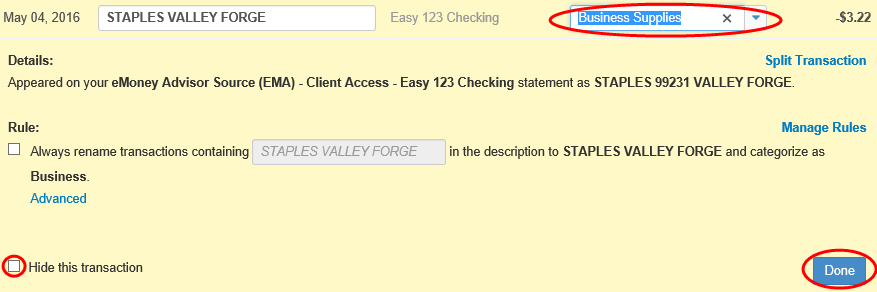 May 04, 2016 STAPLES VALLEY FORGE Easy 123 Checking Business Supplies × -$3.22
Details: Split Transaction
Appeared on your eMoney Advisor Source (EMA) - Client Access - Easy 123 Checking statement as STAPLES 99231 VALLEY FORGE.
Rule: Manage Rules
Always rename transactions containing STAPLES VALLEY FORGE in the description to STAPLES VALLEY FORGE and categorize as
Business.
Advanced
Hide this transaction Done